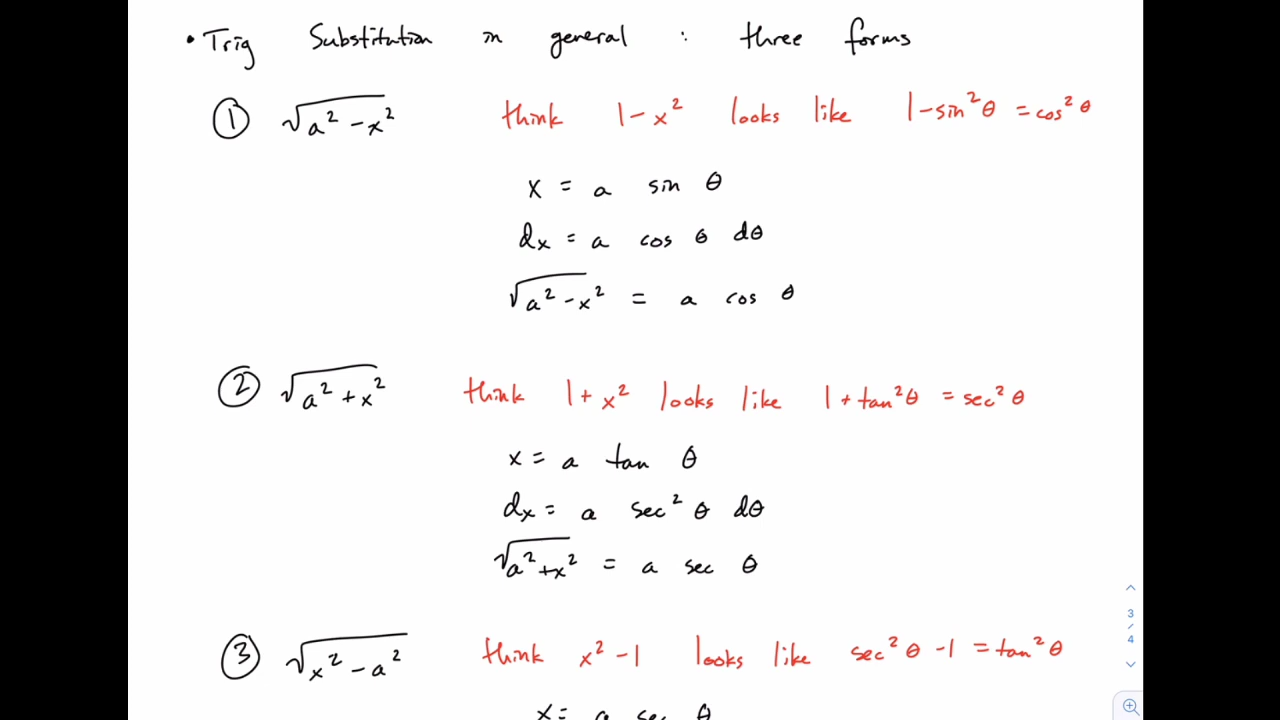 • Trig Substitution in general : three forms
① √(a² - x²) think 1 - x² looks like 1 - sin²θ = cos²θ
x = a sin θ
dx = a cos θ dθ
√(a² - x²) = a cos θ
② √(a² + x²) think 1 + x² looks like 1 + tan²θ = sec²θ
x = a tan θ
dx = a sec² θ dθ
√(a² + x²) = a sec θ
3
/
4
③ √(x² - a²) think x² - 1 looks like sec²θ - 1 = tan²θ
x = a sec θ